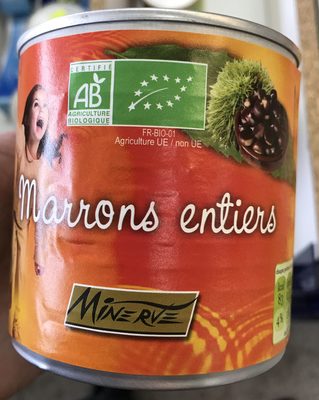 CERTIFIÉ
AB
AGRICULTURE
BIOLOGIQUE
FR-BIO-01
Agriculture UE / non UE
Marrons entiers
MINERVE